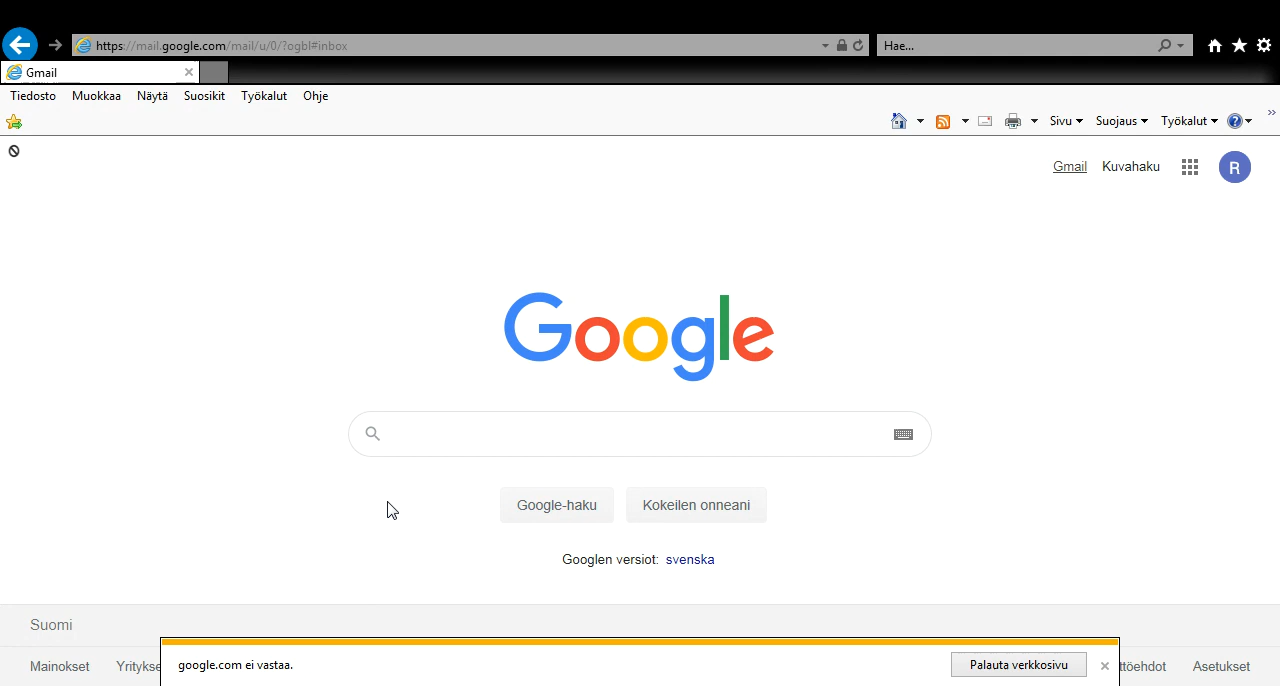 https://mail.google.com/mail/u/0/?ogbl#inbox
Hae...
Gmail
Tiedosto Muokkaa Näytä Suosikit Työkalut Ohje
Sivu Suojaus Työkalut
Gmail Kuvahaku R
Google
Google-haku Kokeilen onneani
Googlen versiot: svenska
Suomi
google.com ei vastaa. Palauta verkkosivu
Mainokset Yritykse ttöehdot Asetukset